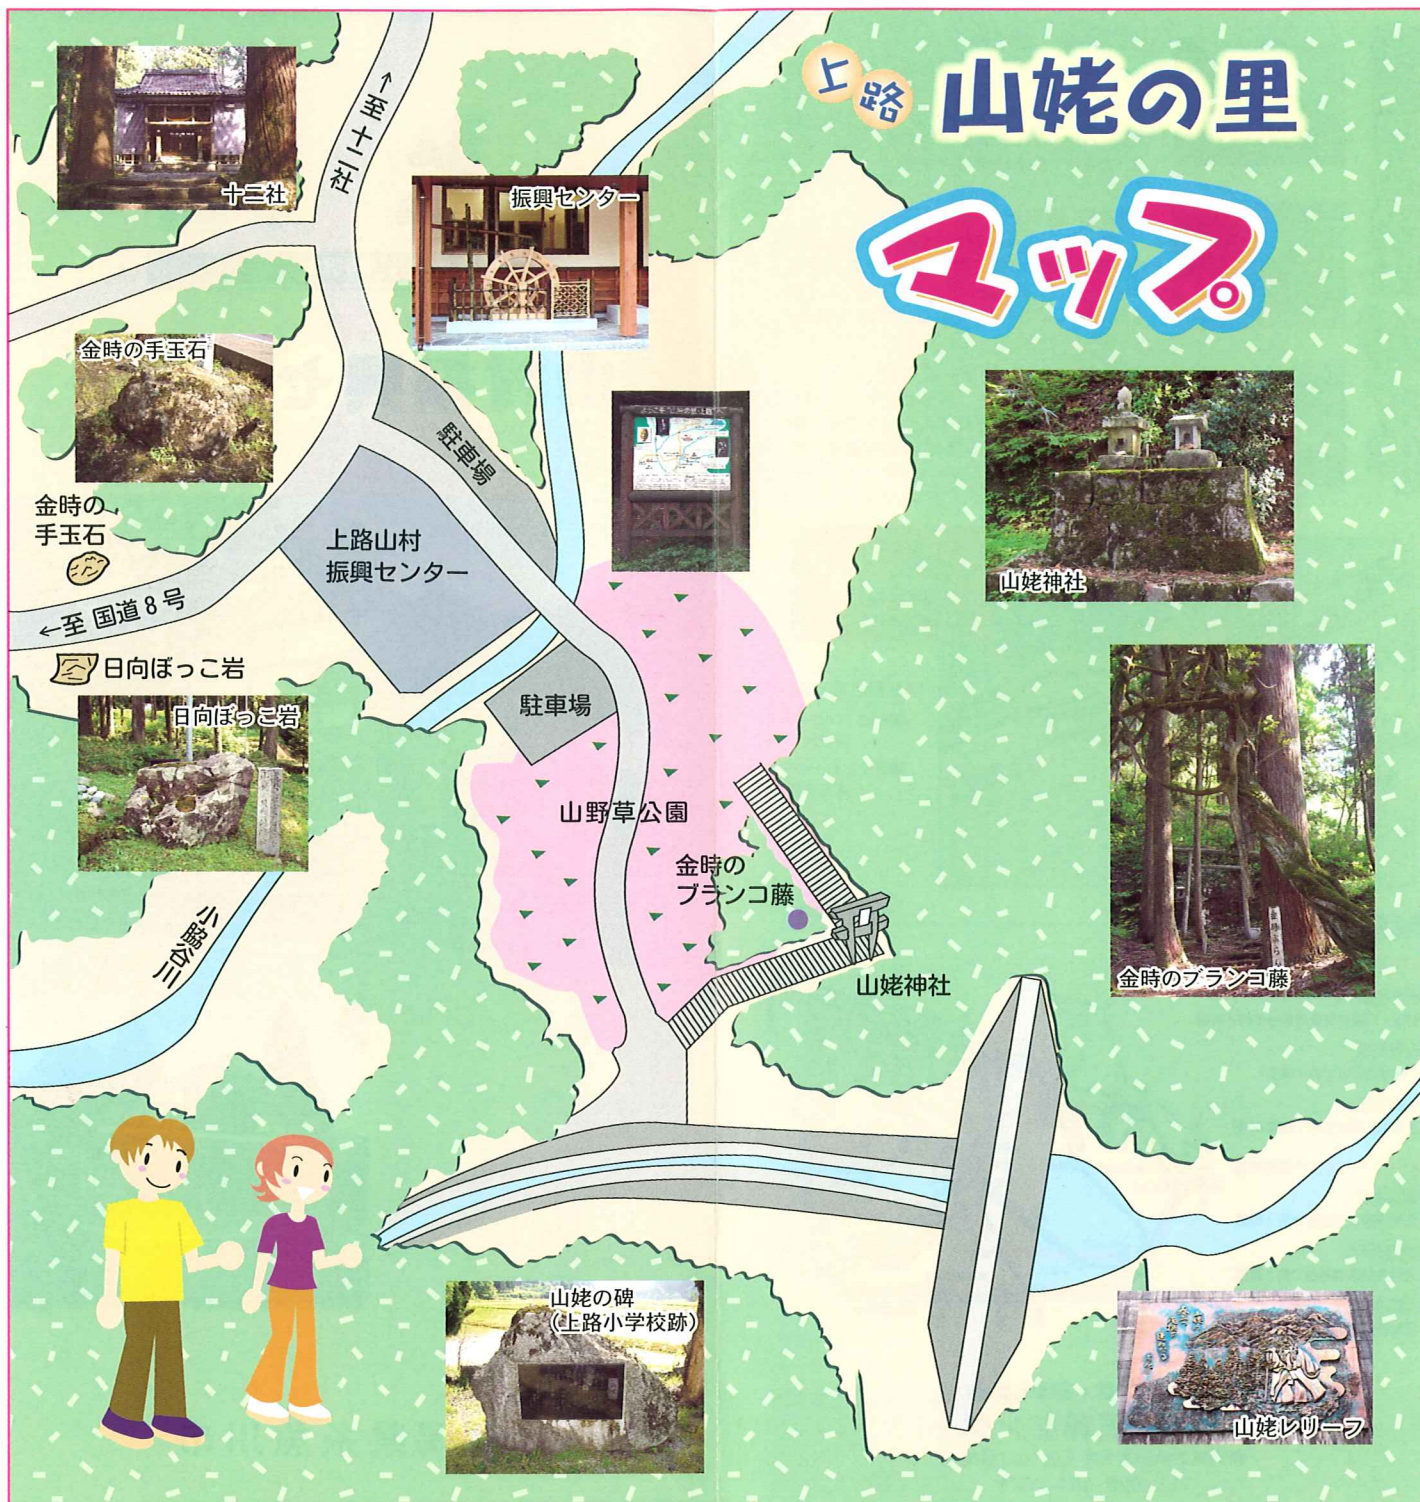 上路 山姥の里
マップ
↑至十二社
十二社
振興センター
金時の手玉石
金時の
手玉石
駐車場
上路山村
振興センター
←至 国道8号
日向ぼっこ岩
日向ぼっこ岩
駐車場
山野草公園
金時の
ブランコ藤
山姥神社
山姥神社
金時のブランコ藤
小脇谷川
山姥の碑
(上路小学校跡)
山姥レリーフ